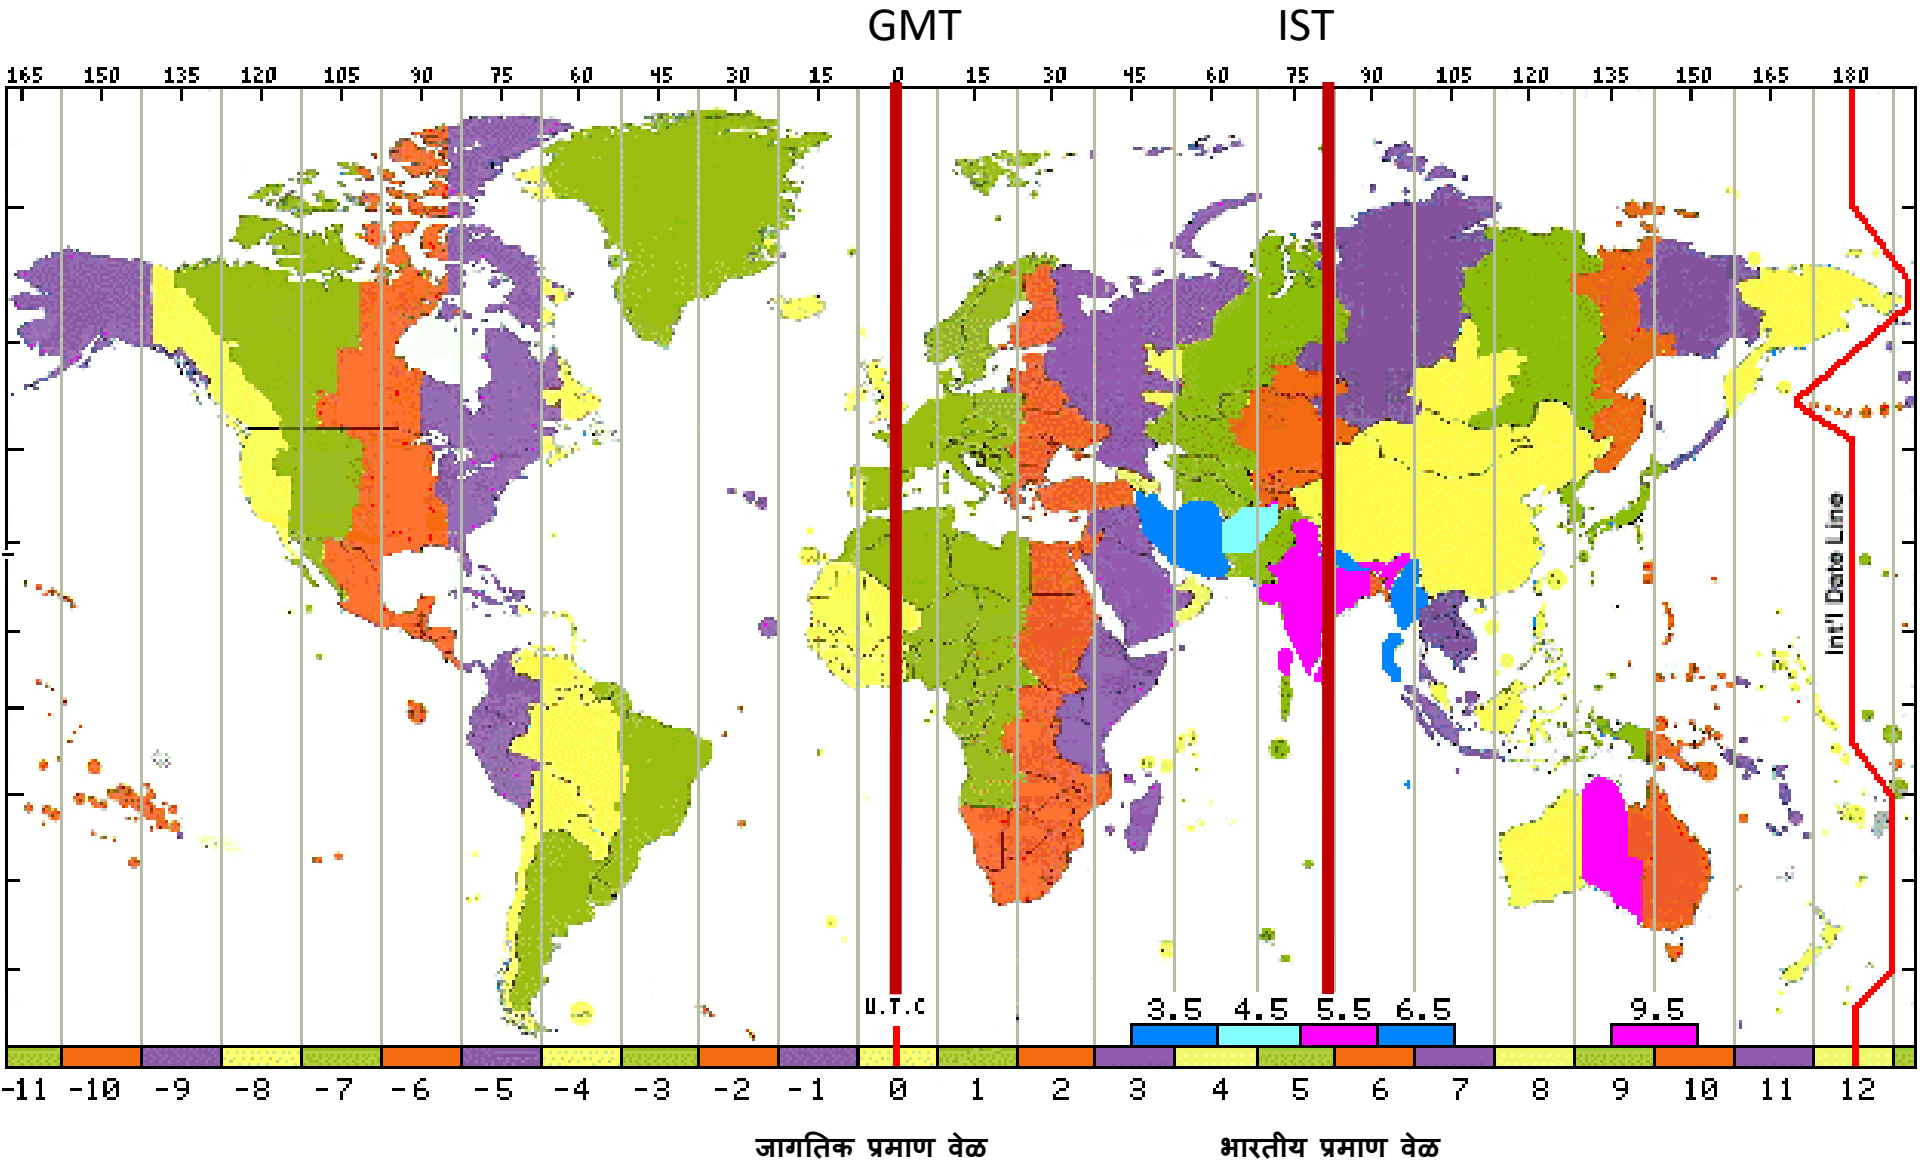 GMT IST
165 150 135 120 105 90 75 60 45 30 15 0 15 30 45 60 75 90 105 120 135 150 165 180
Int'l Date Line
U.T.C 3.5 4.5 5.5 6.5 9.5
-11 -10 -9 -8 -7 -6 -5 -4 -3 -2 -1 0 1 2 3 4 5 6 7 8 9 10 11 12
जागतिक प्रमाण वेळ भारतीय प्रमाण वेळ